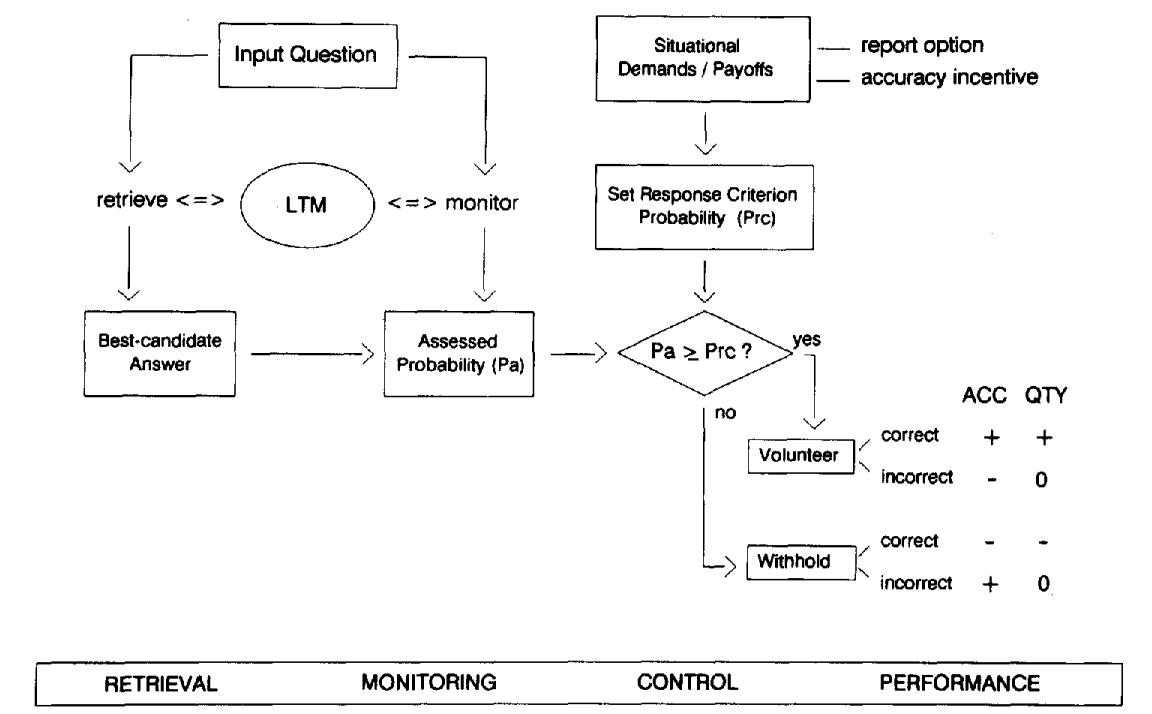 Input Question
Situational
Demands / Payoffs
report option
accuracy incentive
retrieve <=>
LTM
<=> monitor
Set Response Criterion
Probability (Prc)
Best-candidate
Answer
Assessed
Probability (Pa)
Pa ≥ Prc ?
yes
no
ACC QTY
Volunteer
correct + +
incorrect - 0
Withhold
correct - -
incorrect + 0
RETRIEVAL MONITORING CONTROL PERFORMANCE